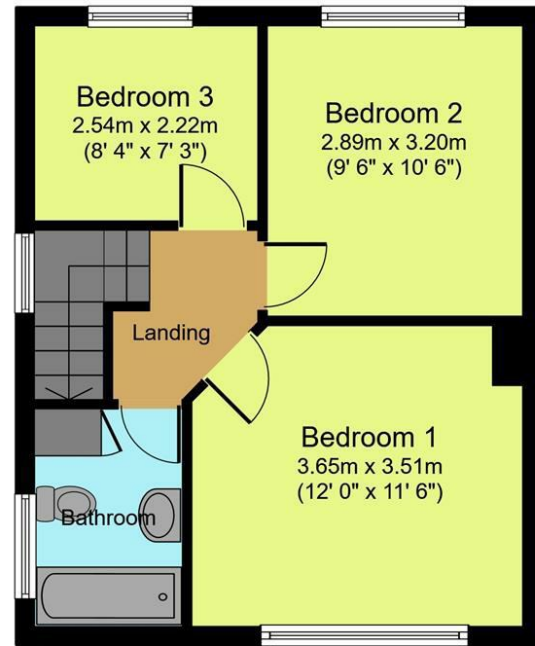 Bedroom 3
2.54m x 2.22m
(8' 4" x 7' 3")
Bedroom 2
2.89m x 3.20m
(9' 6" x 10' 6")
Landing
Bedroom 1
3.65m x 3.51m
(12' 0" x 11' 6")
Bathroom